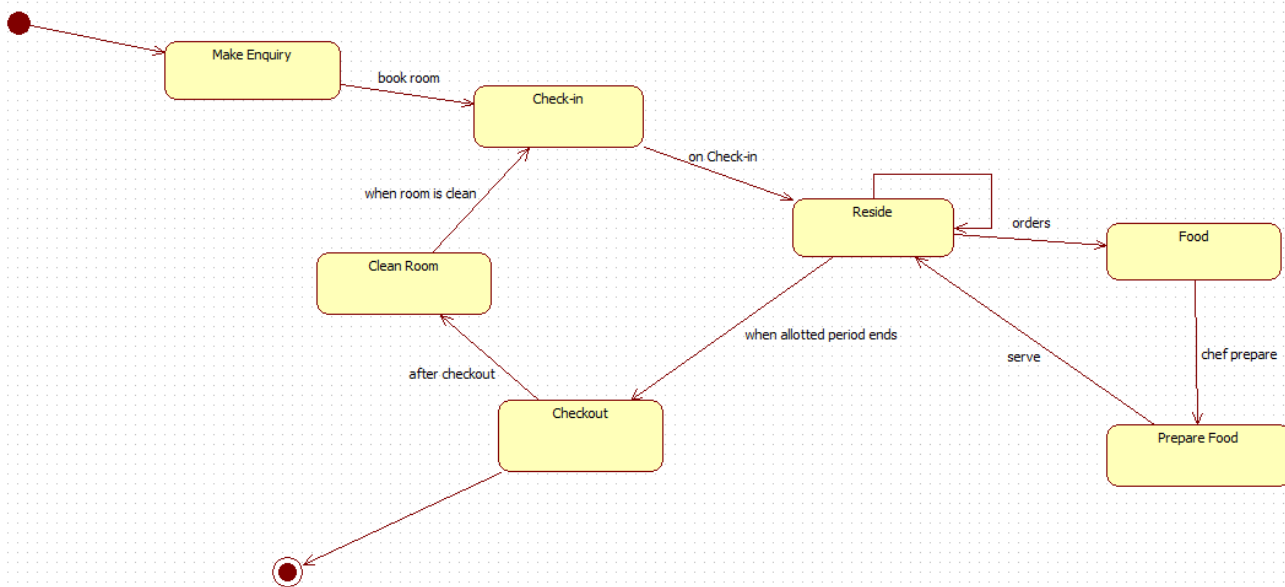 Make Enquiry
book room
Check-in
on Check-in
when room is clean
Reside
orders
Food
Clean Room
when allotted period ends
serve
chef prepare
after checkout
Checkout
Prepare Food